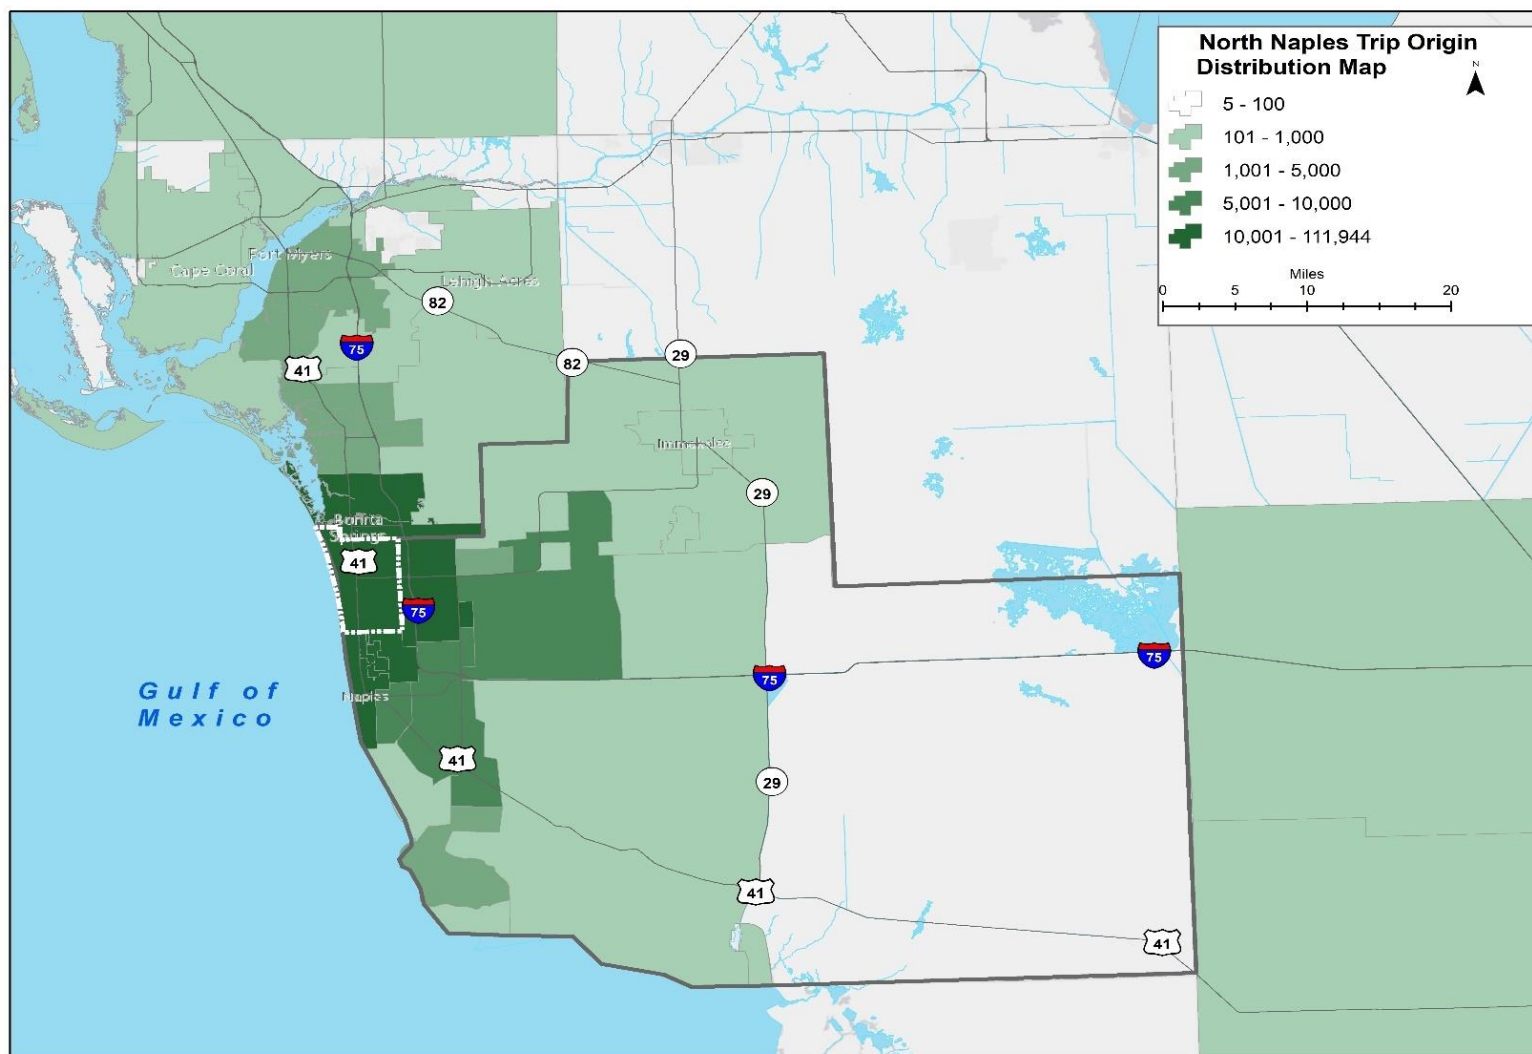 North Naples Trip Origin
Distribution Map
N
5 - 100
101 - 1,000
1,001 - 5,000
5,001 - 10,000
10,001 - 111,944
Miles
0 5 10 20
Fort Myers
Cape Coral
Lehigh Acres
82
75
41
82
29
Immokalee
29
Bonita
Springs
41
75
75
75
Naples
Gulf of
Mexico
41
29
41
41